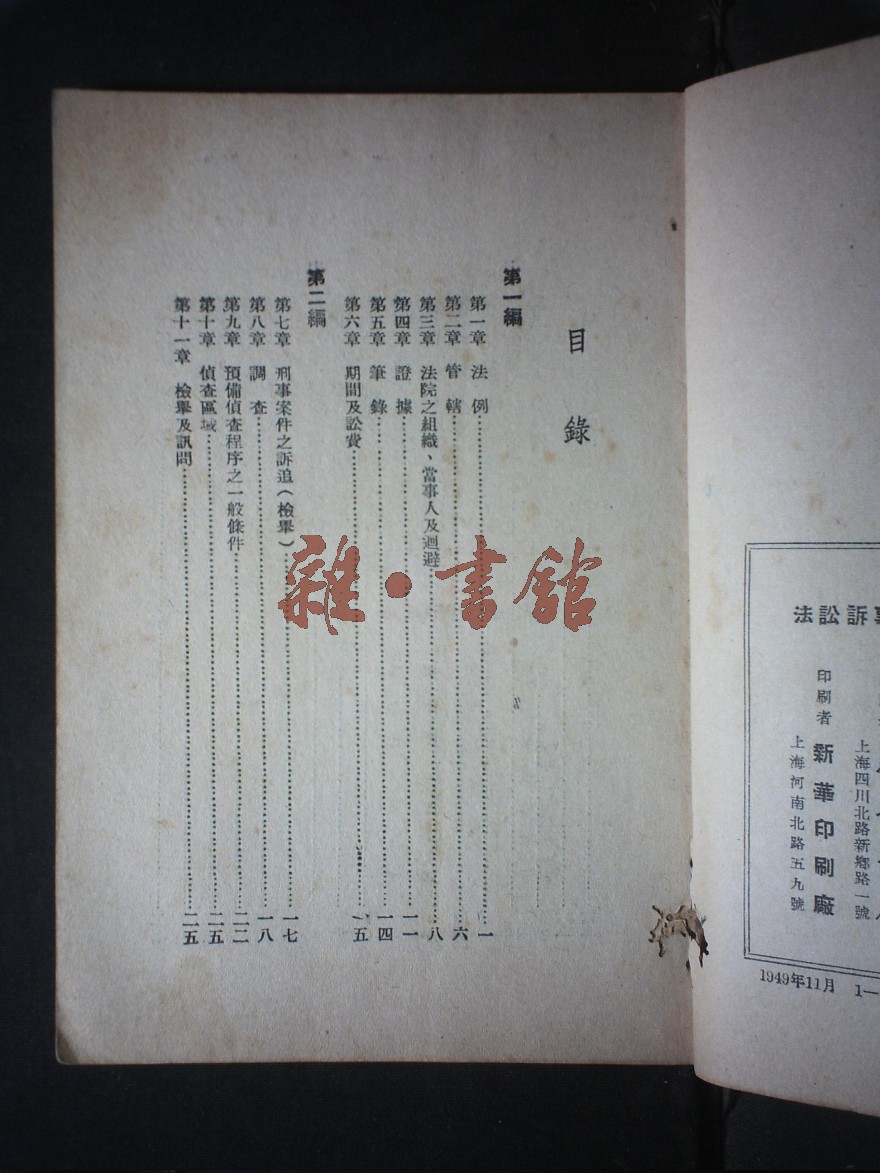 目錄
第一編
第一章 法例……一
第二章 管轄……六
第三章 法院之組織、當事人及迴避……八
第四章 證據……一一
第五章 筆錄……一四
第六章 期間及訟費……一五
第二編
第七章 刑事案件之訴追(檢舉)……一七
第八章 調查……一八
第九章 預備偵查程序之一般條件……二二
第十章 偵查區域……二五
第十一章 檢舉及訊問……二五
雜·書館
法訟訴事
上海四川北路新鄉路一號
印刷者 新華印刷廠
上海河南北路五九號
1949年11月 1—